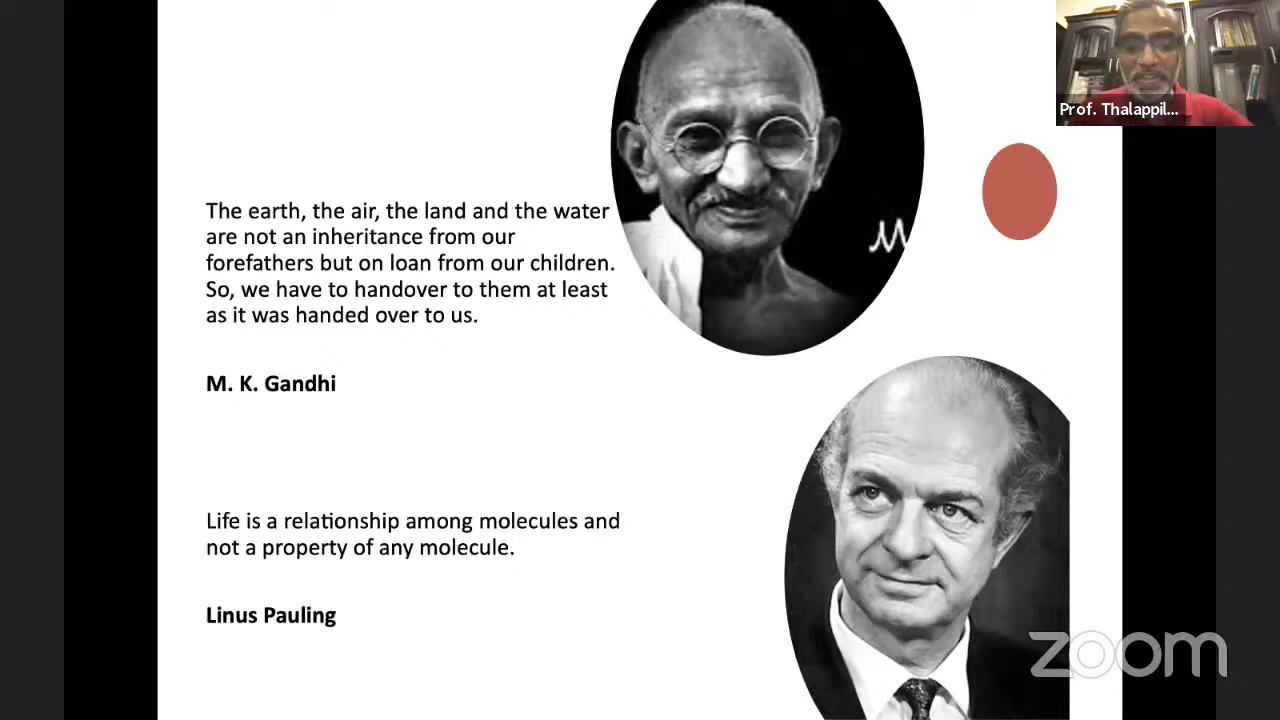 Prof. Thalappil...
The earth, the air, the land and the water
are not an inheritance from our
forefathers but on loan from our children.
So, we have to handover to them at least
as it was handed over to us.
M. K. Gandhi
Life is a relationship among molecules and
not a property of any molecule.
Linus Pauling
zoom